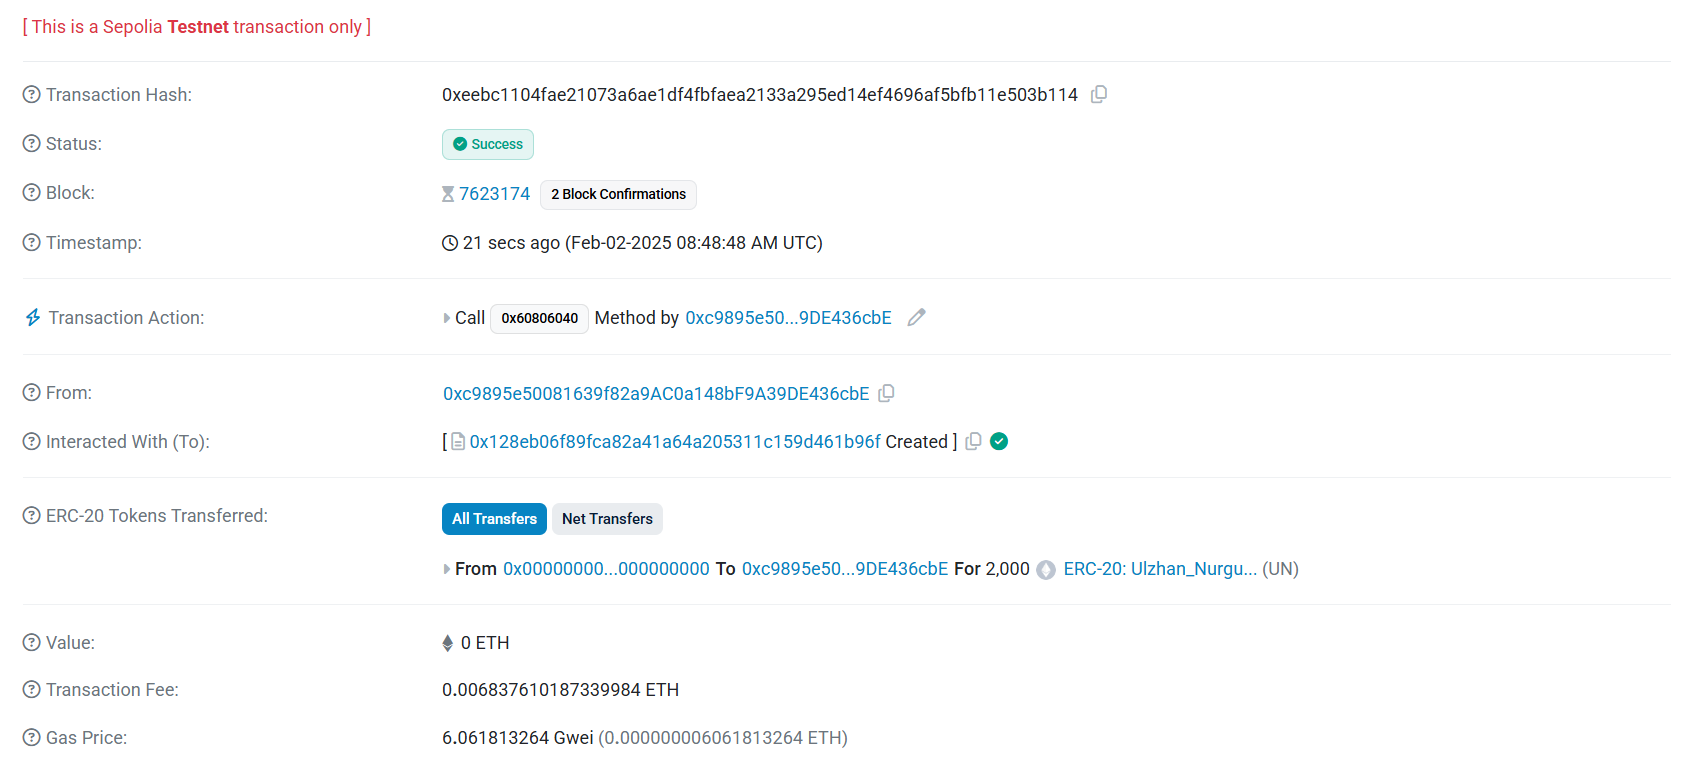 [ This is a Sepolia Testnet transaction only ]
Transaction Hash: 0xeebc1104fae21073a6ae1df4fbfaea2133a295ed14ef4696af5bfb11e503b114
Status: Success
Block: 7623174 2 Block Confirmations
Timestamp: 21 secs ago (Feb-02-2025 08:48:48 AM UTC)
Transaction Action: Call 0x60806040 Method by 0xc9895e50...9DE436cbE
From: 0xc9895e50081639f82a9AC0a148bF9A39DE436cbE
Interacted With (To): [ 0x128eb06f89fca82a41a64a205311c159d461b96f Created ]
ERC-20 Tokens Transferred: All Transfers Net Transfers
From 0x00000000...000000000 To 0xc9895e50...9DE436cbE For 2,000 ERC-20: Ulzhan_Nurgu... (UN)
Value: 0 ETH
Transaction Fee: 0.006837610187339984 ETH
Gas Price: 6.061813264 Gwei (0.000000006061813264 ETH)